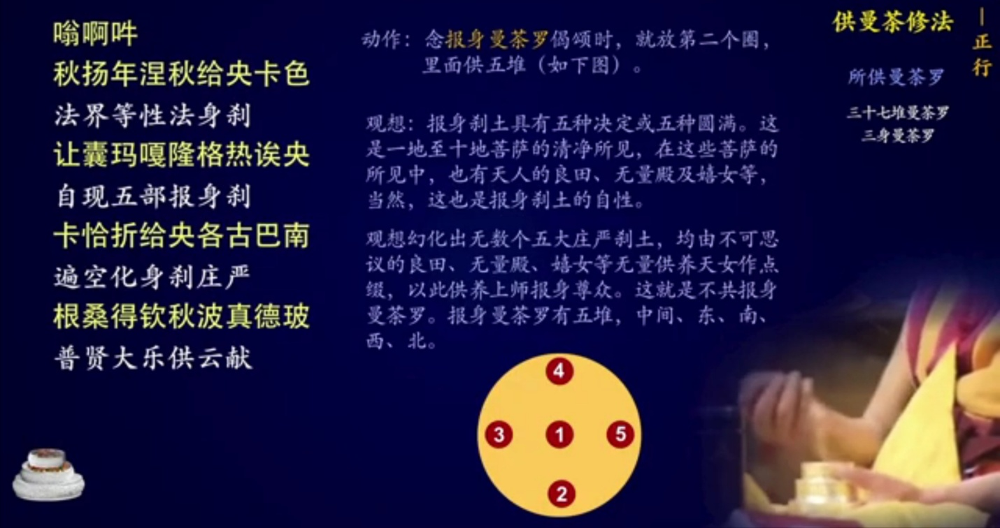 嗡啊吽
秋扬年涅秋给央卡色
法界等性法身刹
让囊玛嘎隆格热诶央
自现五部报身刹
卡恰折给央各古巴南
遍空化身刹庄严
根桑得钦秋波真德玻
普贤大乐供云献
动作：念报身曼茶罗偈颂时，就放第二个圈，
里面供五堆（如下图）。
观想：报身刹土具有五种决定或五种圆满。这
是一地至十地菩萨的清净所见，在这些菩萨的
所见中，也有天人的良田、无量殿及嬉女等，
当然，这也是报身刹土的自性。
观想幻化出无数个五大庄严刹土，均由不可思
议的良田、无量殿、嬉女等无量供养天女作点
缀，以此供养上师报身尊众。这就是不共报身
曼茶罗。报身曼茶罗有五堆，中间、东、南、
西、北。
4
3 1 5
2
供曼茶修法
—正行
所供曼茶罗
三十七堆曼茶罗
三身曼茶罗